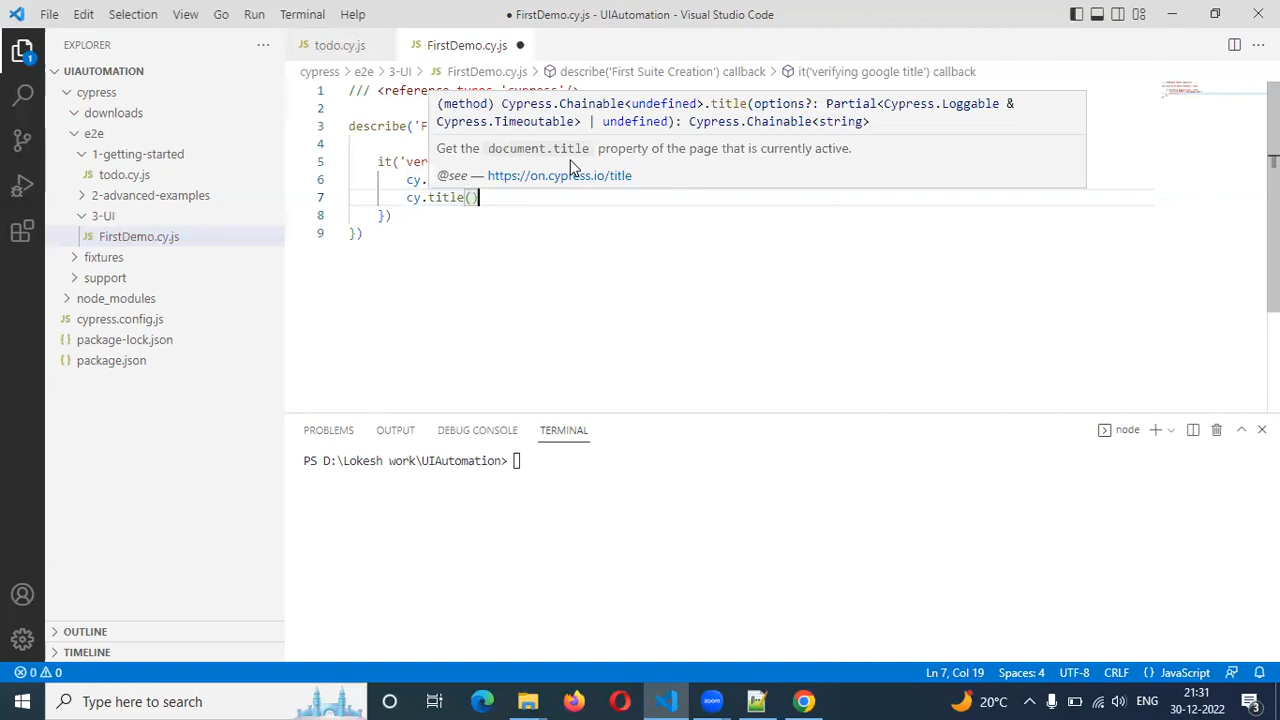 File Edit Selection View Go Run Terminal Help
● FirstDemo.cy.js - UIAutomation - Visual Studio Code
EXPLORER
JS todo.cy.js
JS FirstDemo.cy.js ●
UIAUTOMATION
cypress > e2e > 3-UI > JS FirstDemo.cy.js > describe('First Suite Creation') callback > it('verifying google title') callback
cypress
downloads
e2e
1-getting-started
JS todo.cy.js
2-advanced-examples
3-UI
JS FirstDemo.cy.js
fixtures
support
node_modules
JS cypress.config.js
{} package-lock.json
{} package.json
OUTLINE
TIMELINE
1 /// <reference types='cypress'/>
2
3 describe('F
4
5 it('ver
6 cy.
7 cy.title()
8 })
9 })
(method) Cypress.Chainable<undefined>.title(options?: Partial<Cypress.Loggable &
Cypress.Timeoutable> | undefined): Cypress.Chainable<string>
Get the document.title property of the page that is currently active.
@see — https://on.cypress.io/title
PROBLEMS OUTPUT DEBUG CONSOLE TERMINAL
node
PS D:\Lokesh work\UIAutomation>
1
0 0
Ln 7, Col 19 Spaces: 4 UTF-8 CRLF {} JavaScript
Type here to search
zoom
20°C
ENG
21:31
30-12-2022
3